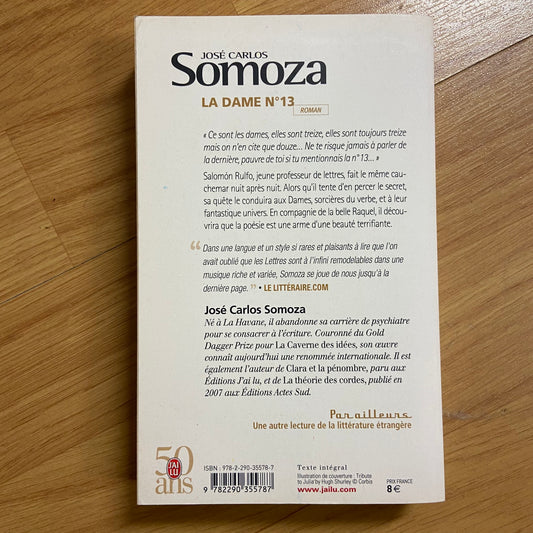 JOSÉ CARLOS
Somoza
LA DAME N°13
ROMAN
« Ce sont les dames, elles sont treize, elles sont toujours treize
mais on n'en cite que douze... Ne te risque jamais à parler de
la dernière, pauvre de toi si tu mentionnais la n°13... »
Salomón Rulfo, jeune professeur de lettres, fait le même cau-
chemar nuit après nuit. Alors qu'il tente d'en percer le secret,
sa quête le conduira aux Dames, sorcières du verbe, et à leur
fantastique univers. En compagnie de la belle Raquel, il décou-
vrira que la poésie est une arme d'une beauté terrifiante.
“ Dans une langue et un style si rares et plaisants à lire que l'on
avait oublié que les Lettres sont à l'infini remodelables dans une
musique riche et variée, Somoza se joue de nous jusqu'à la
dernière page. ” • LE LITTÉRAIRE.COM
José Carlos Somoza
Né à La Havane, il abandonne sa carrière de psychiatre
pour se consacrer à l'écriture. Couronné du Gold
Dagger Prize pour La Caverne des idées, son œuvre
connaît aujourd'hui une renommée internationale. Il est
également l'auteur de Clara et la pénombre, paru aux
Éditions J'ai lu, et de La théorie des cordes, publié en
2007 aux Éditions Actes Sud.
Par ailleurs
Une autre lecture de la littérature étrangère
50
J'AI LU
ans
ISBN : 978-2-290-35578-7
9 782290 355787
Texte intégral
Illustration de couverture : Tribute
to Julia by Hugh Shurley © Corbis
www.jailu.com
PRIX FRANCE
8 €